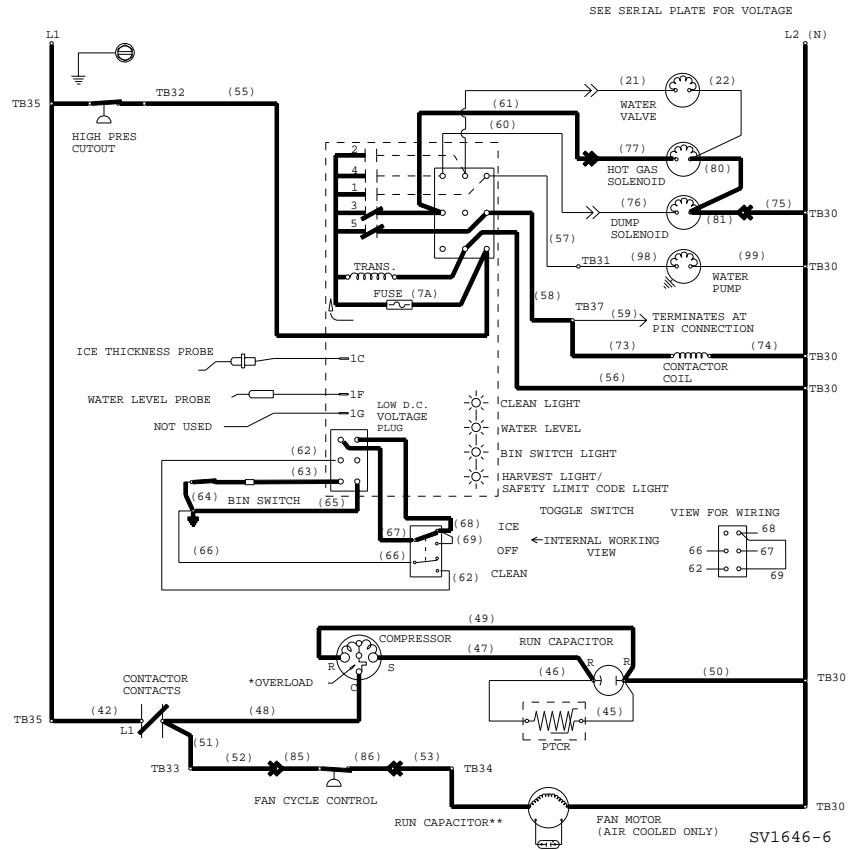 SEE SERIAL PLATE FOR VOLTAGE
L1
L2 (N)
TB35
TB32
(55)
HIGH PRES
CUTOUT
(21)
(22)
WATER
VALVE
(61)
(60)
(77)
(80)
HOT GAS
SOLENOID
2
4
1
3
5
(76)
(81)
(75)
TB30
DUMP
SOLENOID
(57)
TB31
(98)
(99)
TB30
WATER
PUMP
TRANS.
FUSE (7A)
(58)
TB37
(59)
TERMINATES AT
PIN CONNECTION
ICE THICKNESS PROBE
1C
(73)
(74)
TB30
CONTACTOR
COIL
(56)
TB30
WATER LEVEL PROBE
1F
NOT USED
1G
LOW D.C.
VOLTAGE
PLUG
CLEAN LIGHT
WATER LEVEL
BIN SWITCH LIGHT
HARVEST LIGHT/
SAFETY LIMIT CODE LIGHT
(62)
(63)
(64)
BIN SWITCH
(65)
(66)
(67)
(68)
(69)
(66)
(62)
TOGGLE SWITCH
ICE
OFF
CLEAN
INTERNAL WORKING
VIEW
VIEW FOR WIRING
68
66
67
62
69
(49)
COMPRESSOR
(47)
RUN CAPACITOR
R
S
C
R
R
*OVERLOAD
(46)
(50)
TB30
(45)
PTCR
CONTACTOR
CONTACTS
TB35
(42)
L1
(48)
(51)
TB33
(52)
(85)
(86)
(53)
TB34
FAN CYCLE CONTROL
RUN CAPACITOR**
FAN MOTOR
(AIR COOLED ONLY)
TB30
SV1646-6